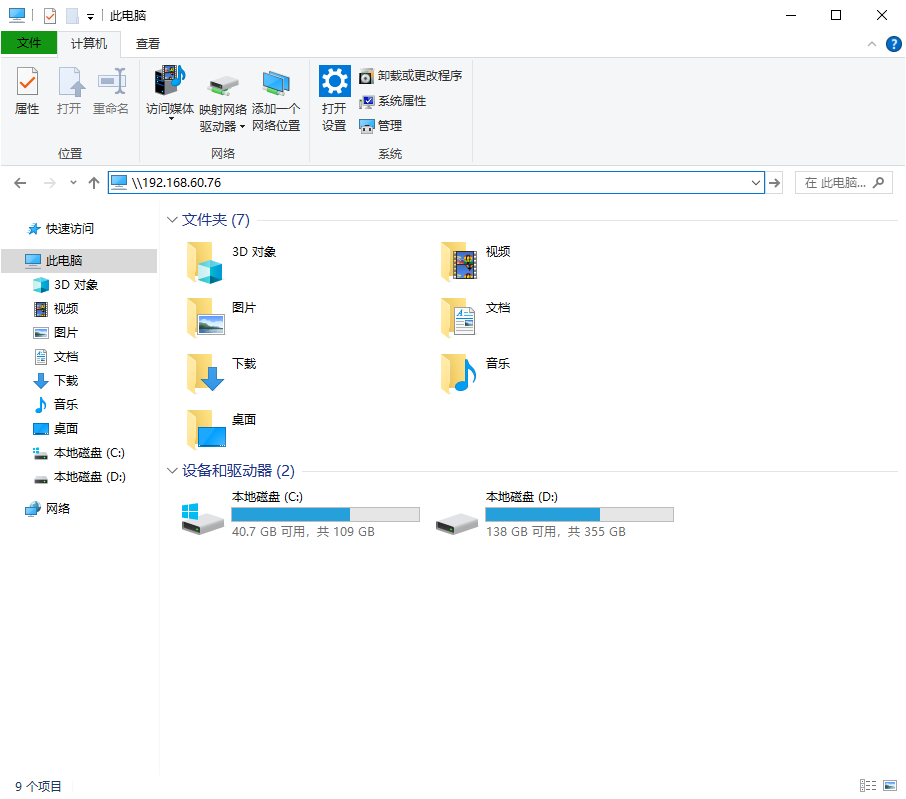 此电脑
文件
计算机
查看
属性
打开
重命名
访问媒体
映射网络
驱动器
添加一个
网络位置
打开
设置
卸载或更改程序
系统属性
管理
位置
网络
系统
\\192.168.60.76
在 此电脑...
快速访问
此电脑
3D 对象
视频
图片
文档
下载
音乐
桌面
本地磁盘 (C:)
本地磁盘 (D:)
网络
文件夹 (7)
3D 对象
视频
图片
文档
下载
音乐
桌面
设备和驱动器 (2)
本地磁盘 (C:)
40.7 GB 可用，共 109 GB
本地磁盘 (D:)
138 GB 可用，共 355 GB
9 个项目